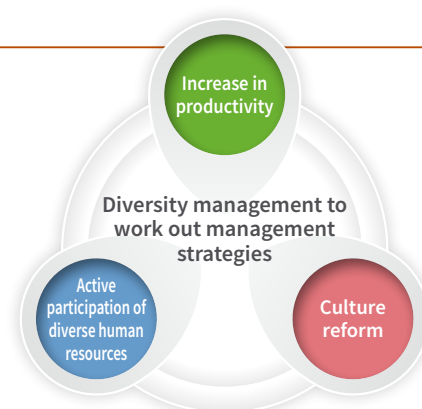 Increase in
productivity
Diversity management to
work out management
strategies
Active
participation of
diverse human
resources
Culture
reform